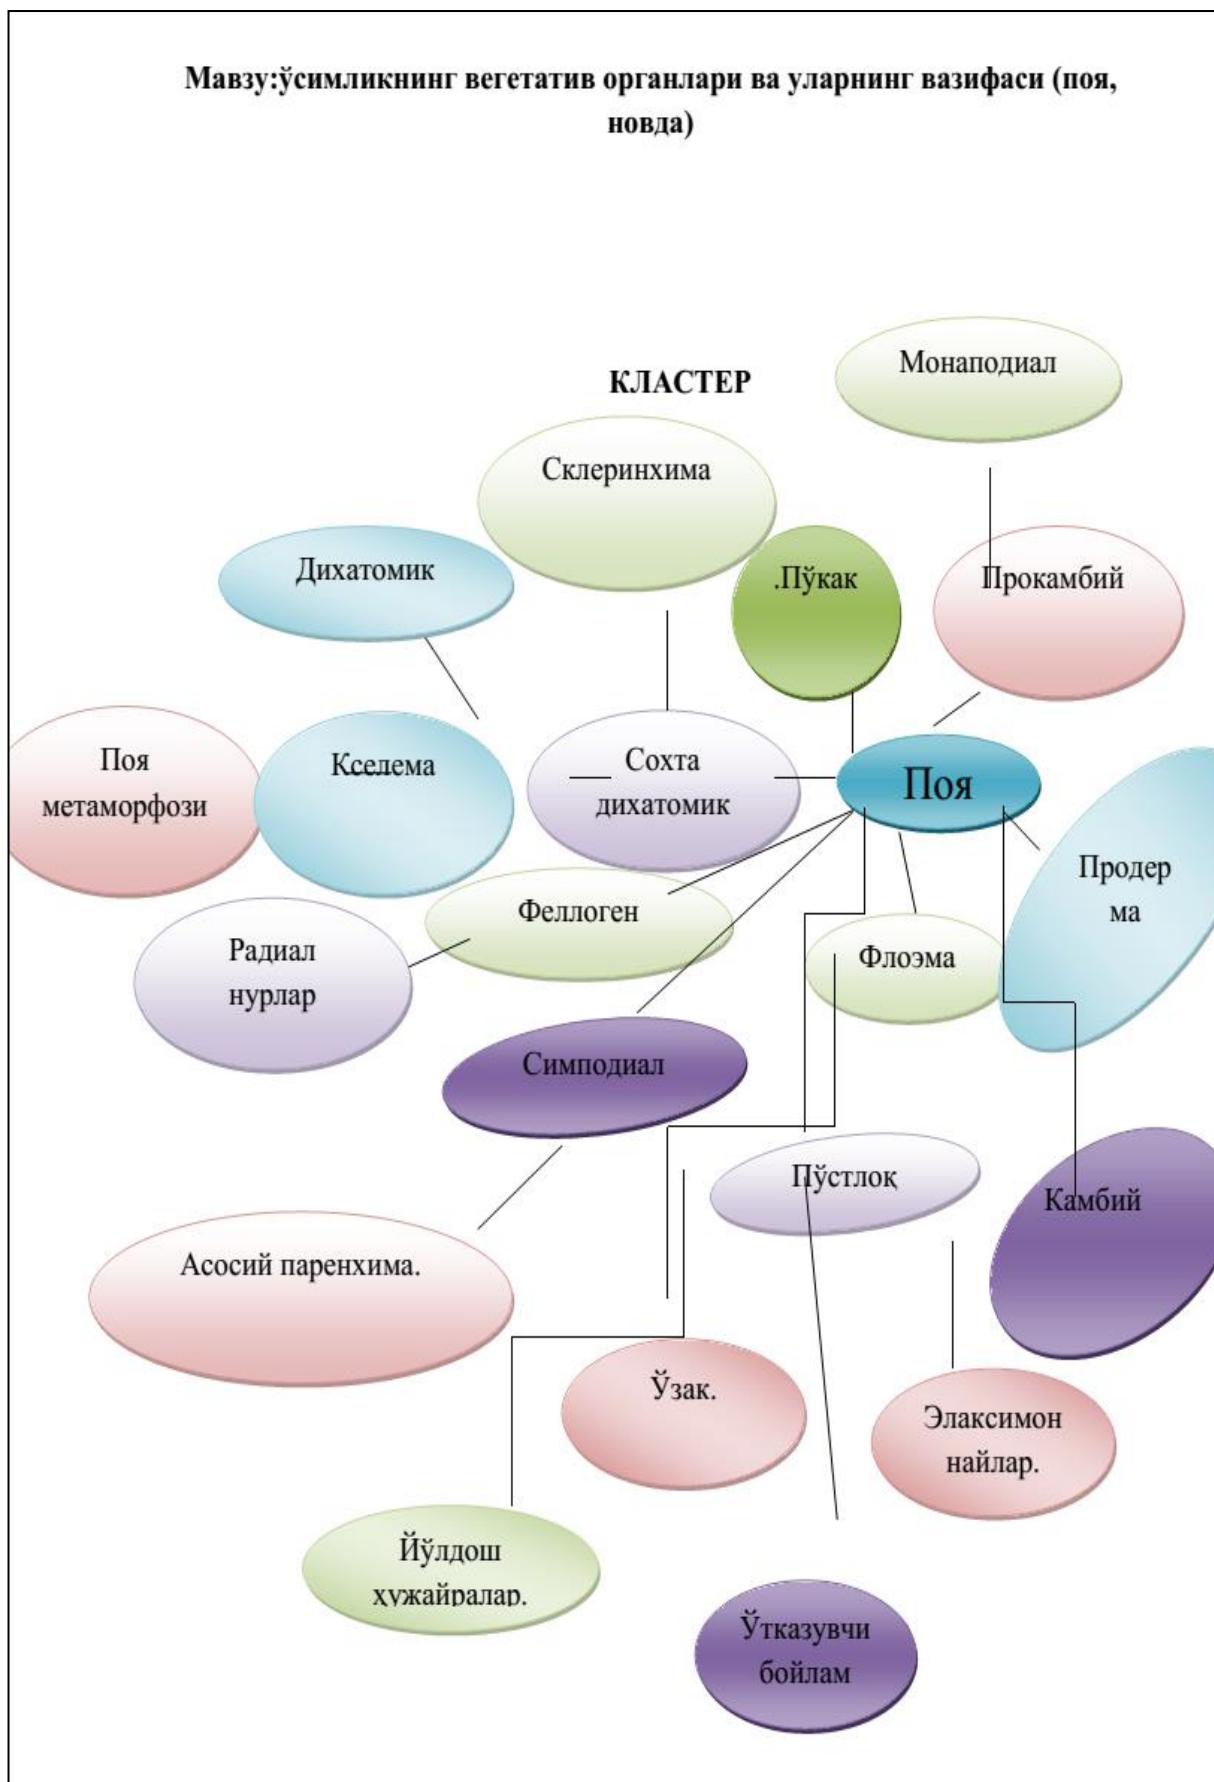 Мавзу:ўсимликнинг вегетатив органлари ва уларнинг вазифаси (поя,
новда)
Монаподиал
КЛАСТЕР
Склеринхима
Дихатомик
.Пўкак
Прокамбий
Поя
метаморфози
Кселема
Сохта
дихатомик
Поя
Продер
ма
Феллоген
Радиал
нурлар
Флоэма
Симподиал
Пўстлоқ
Камбий
Асосий паренхима.
Ўзак.
Элаксимон
найлар.
Йўлдош
ҳужайралар.
Ўтказувчи
бойлам